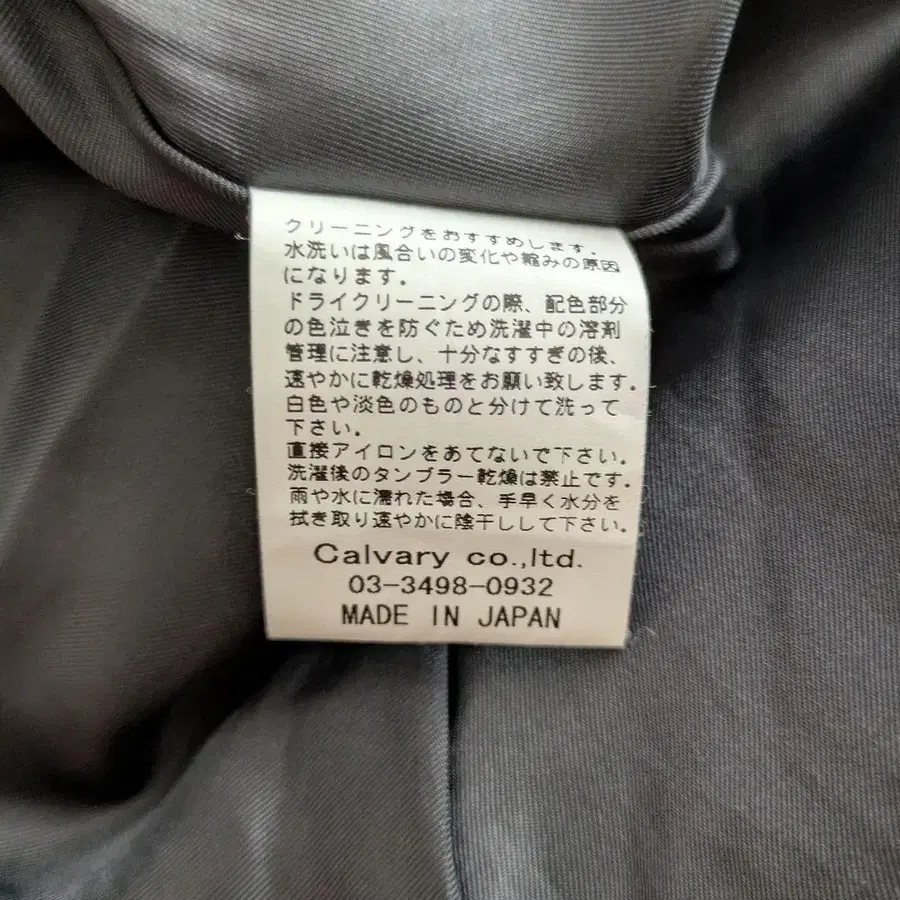 クリーニングをおすすめします.
水洗いは風合いの変化や縮みの原因
になります.
ドライクリーニングの際、配色部分
の色泣きを防ぐため洗濯中の溶剤
管理に注意し、十分なすすぎの後、
速やかに乾燥処理をお願い致します.
白色や淡色のものと分けて洗って
下さい.
直接アイロンをあてないで下さい.
洗濯後のタンブラー乾燥は禁止です.
雨や水に濡れた場合、手早く水分を
拭き取り速やかに陰干しして下さい.
Calvary co.,ltd.
03-3498-0932
MADE IN JAPAN